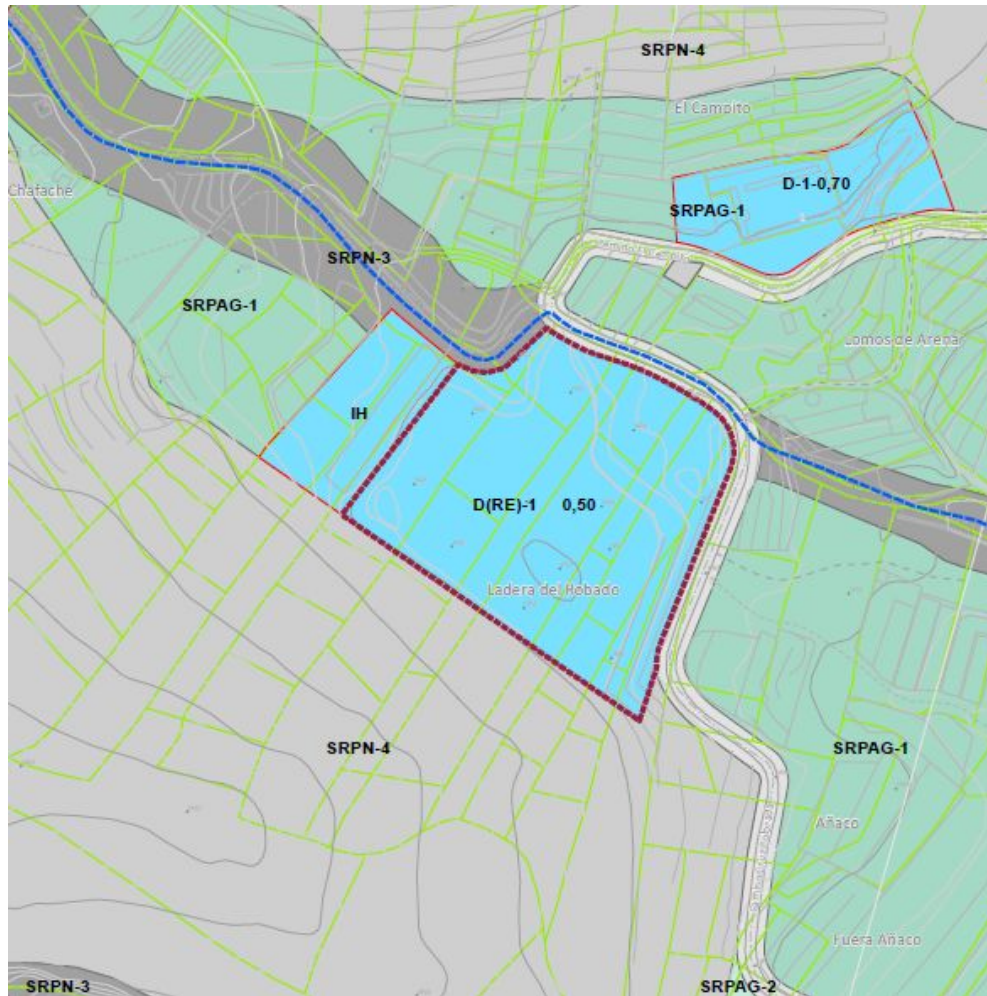 SRPN-4
El Campito
D-1-0,70
Chafache
SRPAG-1
SRPN-3
SRPAG-1
Lomos de Arena
IH
D(RE)-1 0,50
Ladera del Robado
SRPN-4
SRPAG-1
Añaco
Fuera Añaco
SRPN-3
SRPAG-2